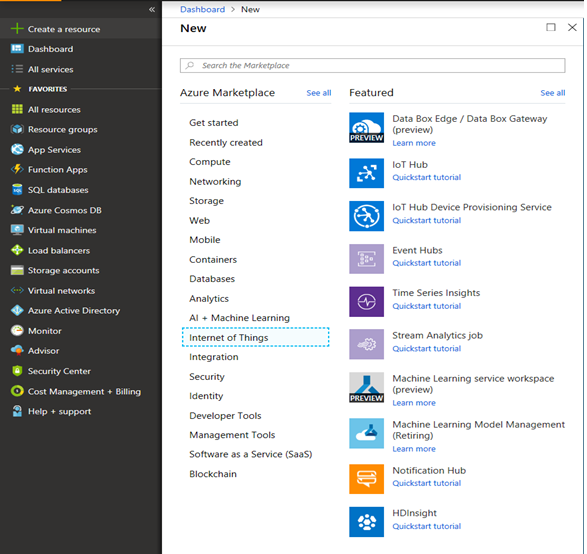 «
Create a resource
Dashboard
All services
FAVORITES
All resources
Resource groups
App Services
Function Apps
SQL databases
Azure Cosmos DB
Virtual machines
Load balancers
Storage accounts
Virtual networks
Azure Active Directory
Monitor
Advisor
Security Center
Cost Management + Billing
Help + support
Dashboard > New
New
Search the Marketplace
Azure Marketplace See all
Get started
Recently created
Compute
Networking
Storage
Web
Mobile
Containers
Databases
Analytics
AI + Machine Learning
Internet of Things
Integration
Security
Identity
Developer Tools
Management Tools
Software as a Service (SaaS)
Blockchain
Featured See all
PREVIEW
Data Box Edge / Data Box Gateway
(preview)
Learn more
IoT Hub
Quickstart tutorial
IoT Hub Device Provisioning Service
Quickstart tutorial
Event Hubs
Quickstart tutorial
Time Series Insights
Quickstart tutorial
Stream Analytics job
Quickstart tutorial
PREVIEW
Machine Learning service workspace
(preview)
Learn more
Machine Learning Model Management
(Retiring)
Learn more
Notification Hub
Quickstart tutorial
HDInsight
Quickstart tutorial